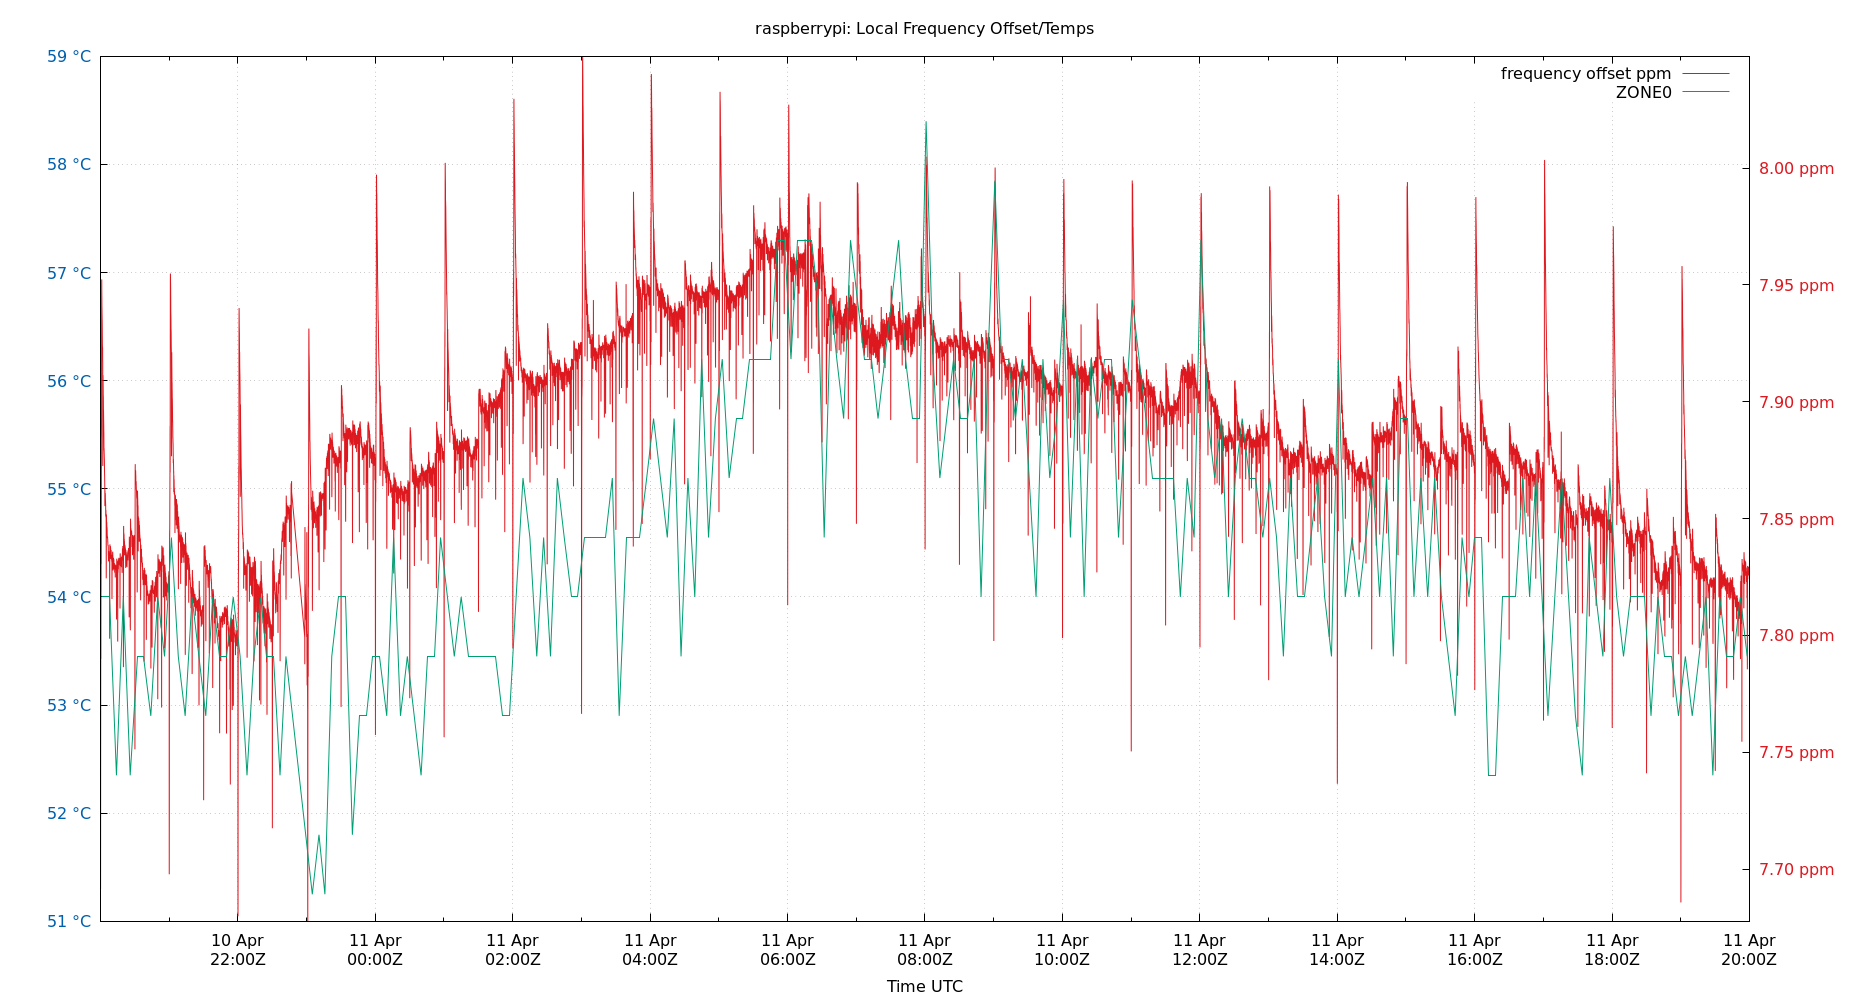 raspberrypi: Local Frequency Offset/Temps
frequency offset ppm
ZONE0
59 °C
58 °C
57 °C
56 °C
55 °C
54 °C
53 °C
52 °C
51 °C
8.00 ppm
7.95 ppm
7.90 ppm
7.85 ppm
7.80 ppm
7.75 ppm
7.70 ppm
10 Apr 11 Apr 11 Apr 11 Apr 11 Apr 11 Apr 11 Apr 11 Apr 11 Apr 11 Apr 11 Apr 11 Apr
22:00Z 00:00Z 02:00Z 04:00Z 06:00Z 08:00Z 10:00Z 12:00Z 14:00Z 16:00Z 18:00Z 20:00Z
Time UTC